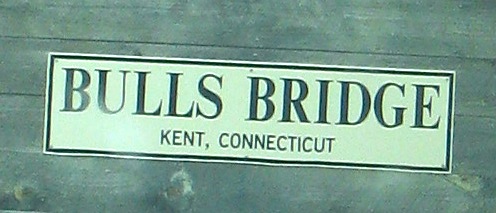 BULLS BRIDGE
KENT, CONNECTICUT